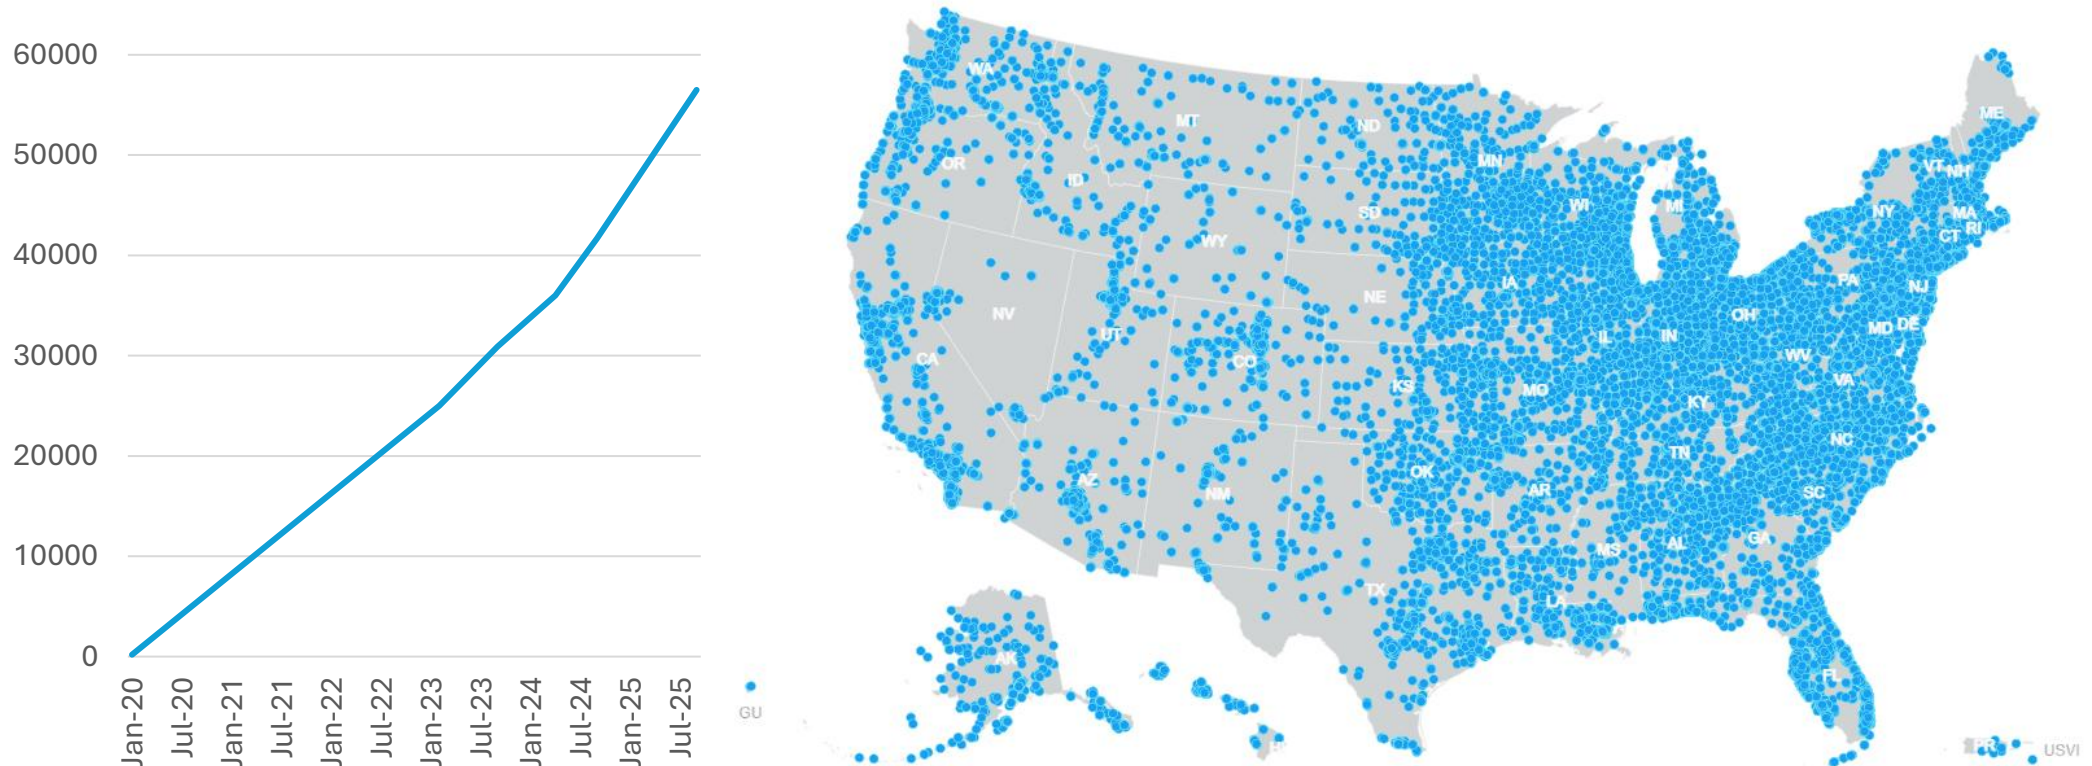 60000
50000
40000
30000
20000
10000
0
Jan-20
Jul-20
Jan-21
Jul-21
Jan-22
Jul-22
Jan-23
Jul-23
Jan-24
Jul-24
Jan-25
Jul-25
WA
MT
ND
MN
ME
OR
ID
SD
WI
MI
VT
NH
NY
MA
RI
CT
WY
IA
NE
PA
NJ
NV
UT
CO
IL
IN
OH
MD
DE
CA
KS
MO
WV
VA
KY
NC
TN
AZ
NM
OK
AR
SC
MS
AL
GA
TX
LA
AK
FL
GU
PR
USVI